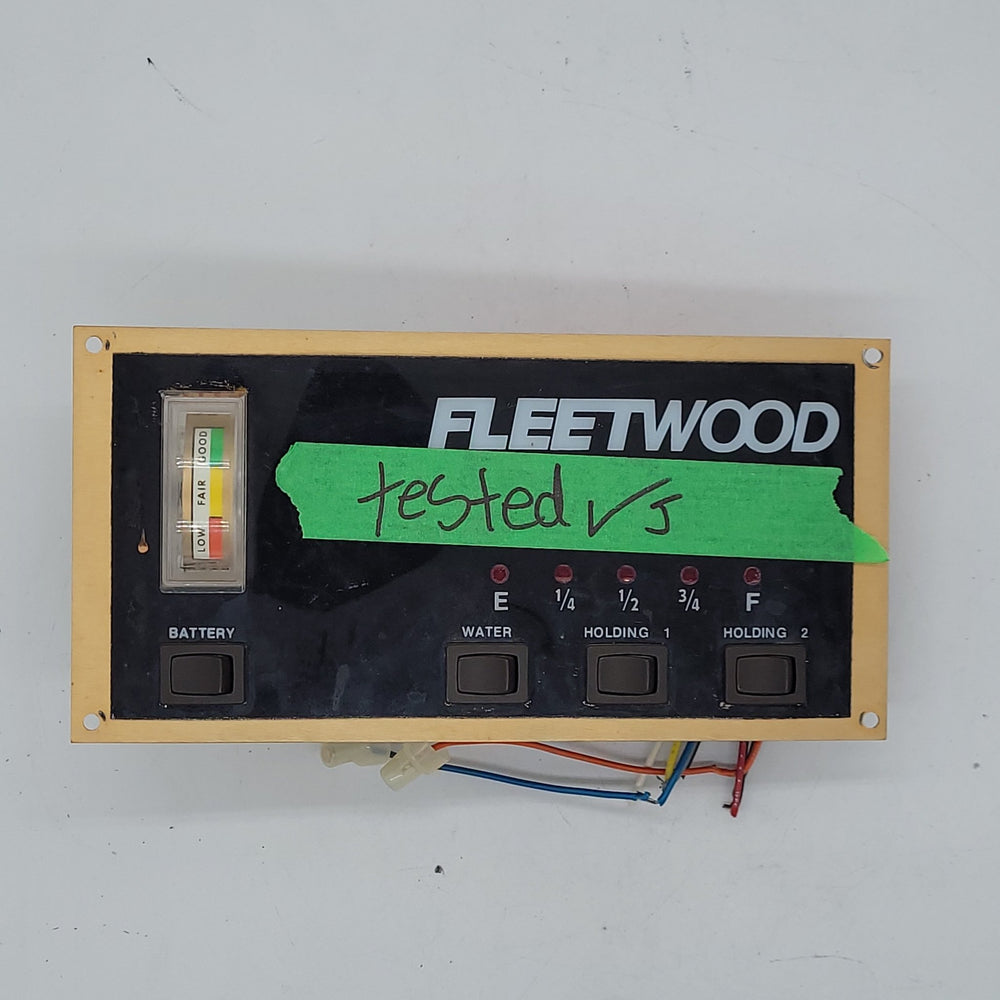 FLEETWOOD
tested ✓ J
GOOD
FAIR
LOW
E 1/4 1/2 3/4 F
BATTERY WATER HOLDING 1 HOLDING 2